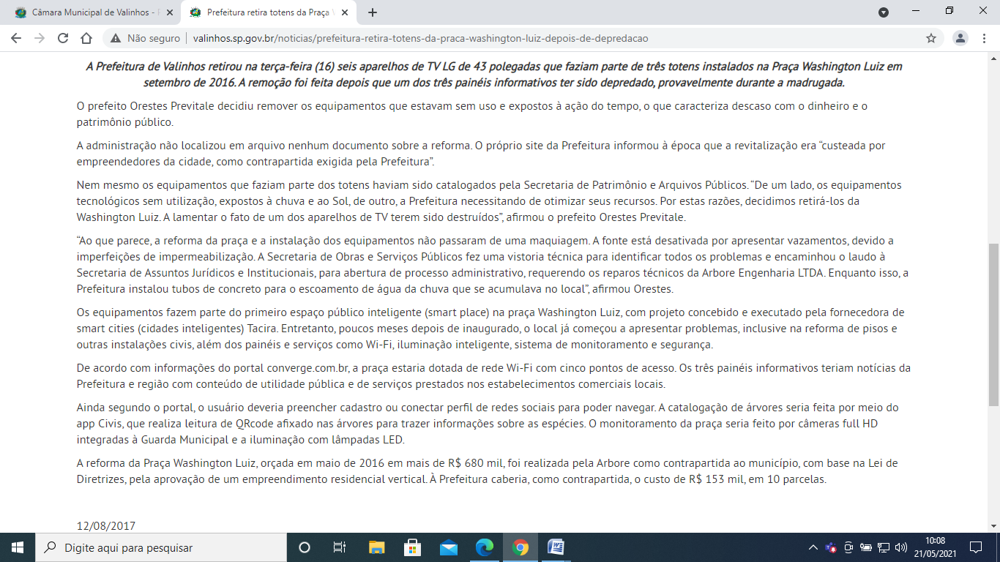 Câmara Municipal de Valinhos - F
Prefeitura retira totens da Praça W
Não seguro
valinhos.sp.gov.br/noticias/prefeitura-retira-totens-da-praca-washington-luiz-depois-de-depredacao
A Prefeitura de Valinhos retirou na terça-feira (16) seis aparelhos de TV LG de 43 polegadas que faziam parte de três totens instalados na Praça Washington Luiz em
setembro de 2016. A remoção foi feita depois que um dos três painéis informativos ter sido depredado, provavelmente durante a madrugada.
O prefeito Orestes Previtale decidiu remover os equipamentos que estavam sem uso e expostos à ação do tempo, o que caracteriza descaso com o dinheiro e o
patrimônio público.
A administração não localizou em arquivo nenhum documento sobre a reforma. O próprio site da Prefeitura informou à época que a revitalização era “custeada por
empreendedores da cidade, como contrapartida exigida pela Prefeitura”.
Nem mesmo os equipamentos que faziam parte dos totens haviam sido catalogados pela Secretaria de Patrimônio e Arquivos Públicos. “De um lado, os equipamentos
tecnológicos sem utilização, expostos à chuva e ao Sol, de outro, a Prefeitura necessitando de otimizar seus recursos. Por estas razões, decidimos retirá-los da
Washington Luiz. A lamentar o fato de um dos aparelhos de TV terem sido destruídos”, afirmou o prefeito Orestes Previtale.
“Ao que parece, a reforma da praça e a instalação dos equipamentos não passaram de uma maquiagem. A fonte está desativada por apresentar vazamentos, devido a
imperfeições de impermeabilização. A Secretaria de Obras e Serviços Públicos fez uma vistoria técnica para identificar todos os problemas e encaminhou o laudo à
Secretaria de Assuntos Jurídicos e Institucionais, para abertura de processo administrativo, requerendo os reparos técnicos da Arbore Engenharia LTDA. Enquanto isso, a
Prefeitura instalou tubos de concreto para o escoamento de água da chuva que se acumulava no local”, afirmou Orestes.
Os equipamentos fazem parte do primeiro espaço público inteligente (smart place) na praça Washington Luiz, com projeto concebido e executado pela fornecedora de
smart cities (cidades inteligentes) Tacira. Entretanto, poucos meses depois de inaugurado, o local já começou a apresentar problemas, inclusive na reforma de pisos e
outras instalações civis, além dos painéis e serviços como Wi-Fi, iluminação inteligente, sistema de monitoramento e segurança.
De acordo com informações do portal converge.com.br, a praça estaria dotada de rede Wi-Fi com cinco pontos de acesso. Os três painéis informativos teriam notícias da
Prefeitura e região com conteúdo de utilidade pública e de serviços prestados nos estabelecimentos comerciais locais.
Ainda segundo o portal, o usuário deveria preencher cadastro ou conectar perfil de redes sociais para poder navegar. A catalogação de árvores seria feita por meio do
app Civis, que realiza leitura de QRcode afixado nas árvores para trazer informações sobre as espécies. O monitoramento da praça seria feito por câmeras full HD
integradas à Guarda Municipal e a iluminação com lâmpadas LED.
A reforma da Praça Washington Luiz, orçada em maio de 2016 em mais de R$ 680 mil, foi realizada pela Arbore como contrapartida ao município, com base na Lei de
Diretrizes, pela aprovação de um empreendimento residencial vertical. À Prefeitura caberia, como contrapartida, o custo de R$ 153 mil, em 10 parcelas.
12/08/2017
Digite aqui para pesquisar
10:08
21/05/2021